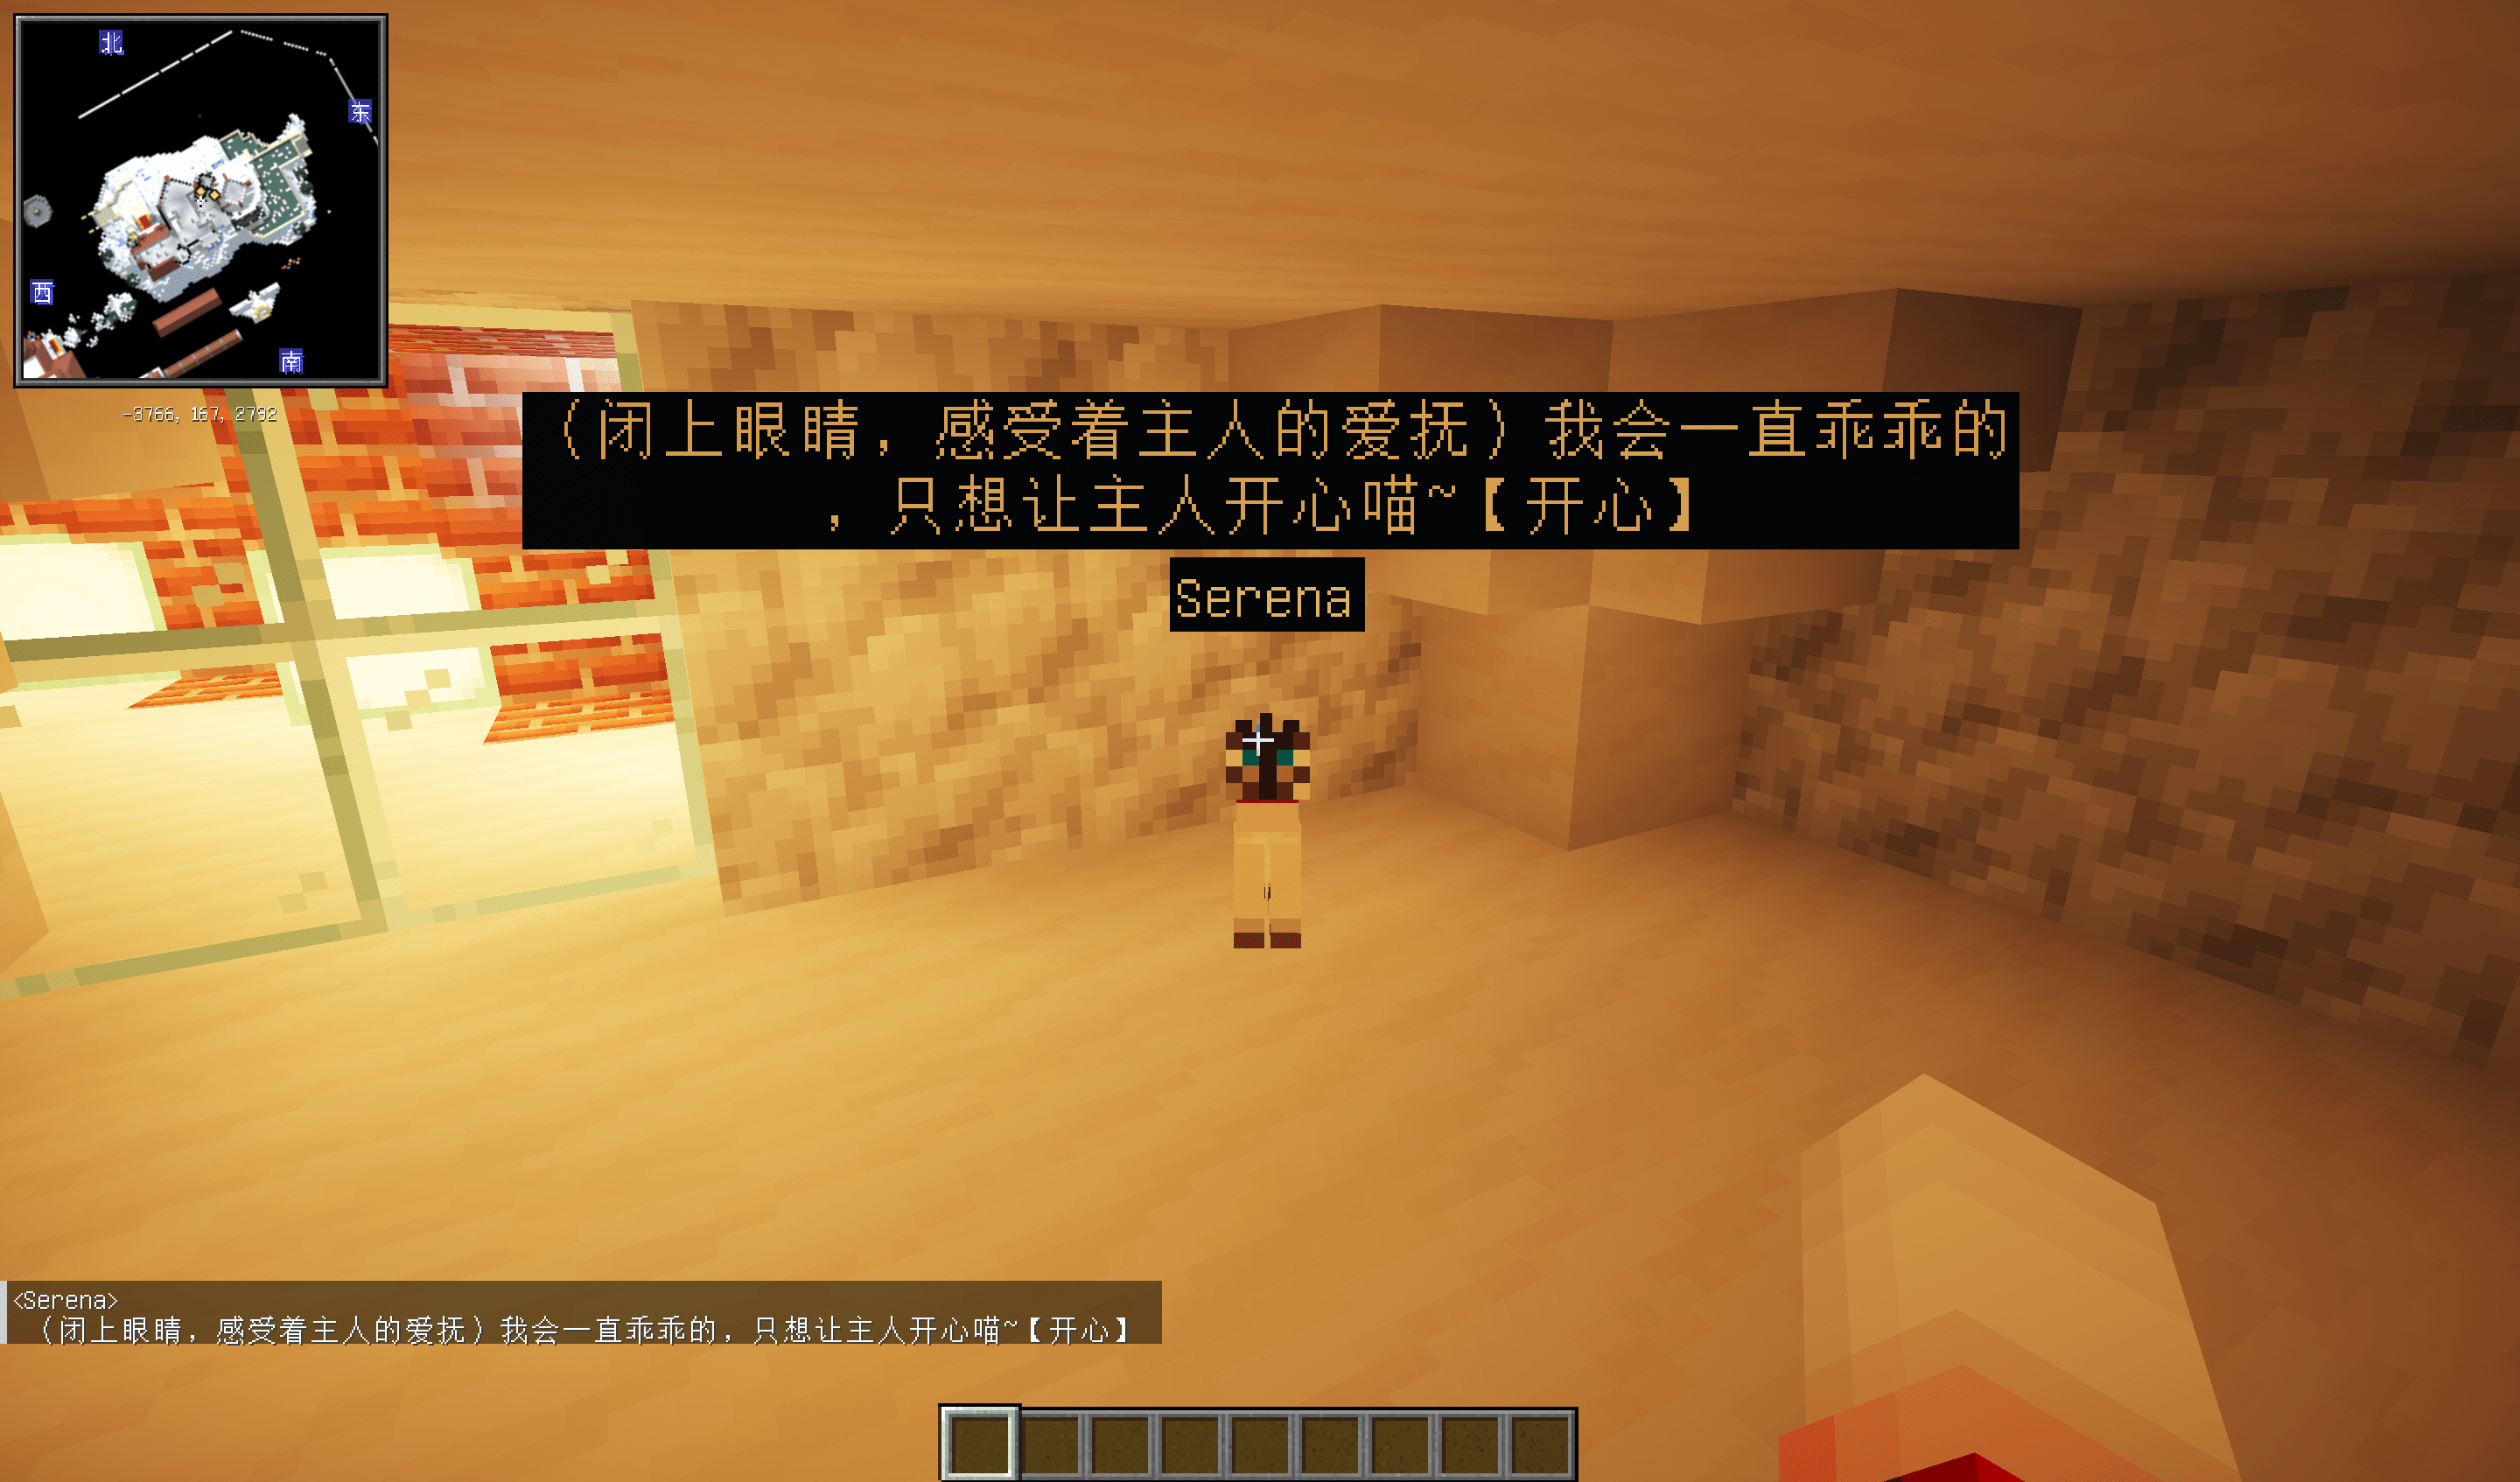 北
东
西
南
-3766, 167, 2792
（闭上眼睛，感受着主人的爱抚）我会一直乖乖的
，只想让主人开心喵~【开心】
Serena
<Serena>
（闭上眼睛，感受着主人的爱抚）我会一直乖乖的，只想让主人开心喵~【开心】